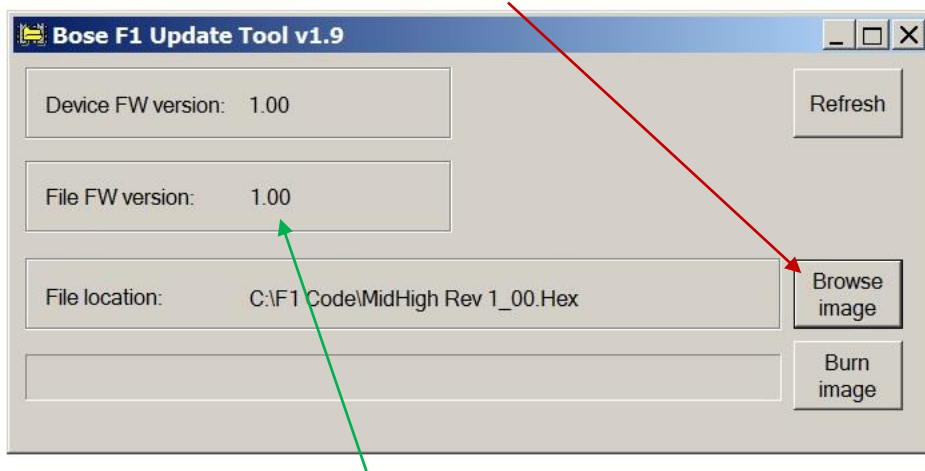 Bose F1 Update Tool v1.9
Device FW version: 1.00
Refresh
File FW version: 1.00
File location: C:\F1 Code\MidHigh Rev 1_00.Hex
Browse
image
Burn
image